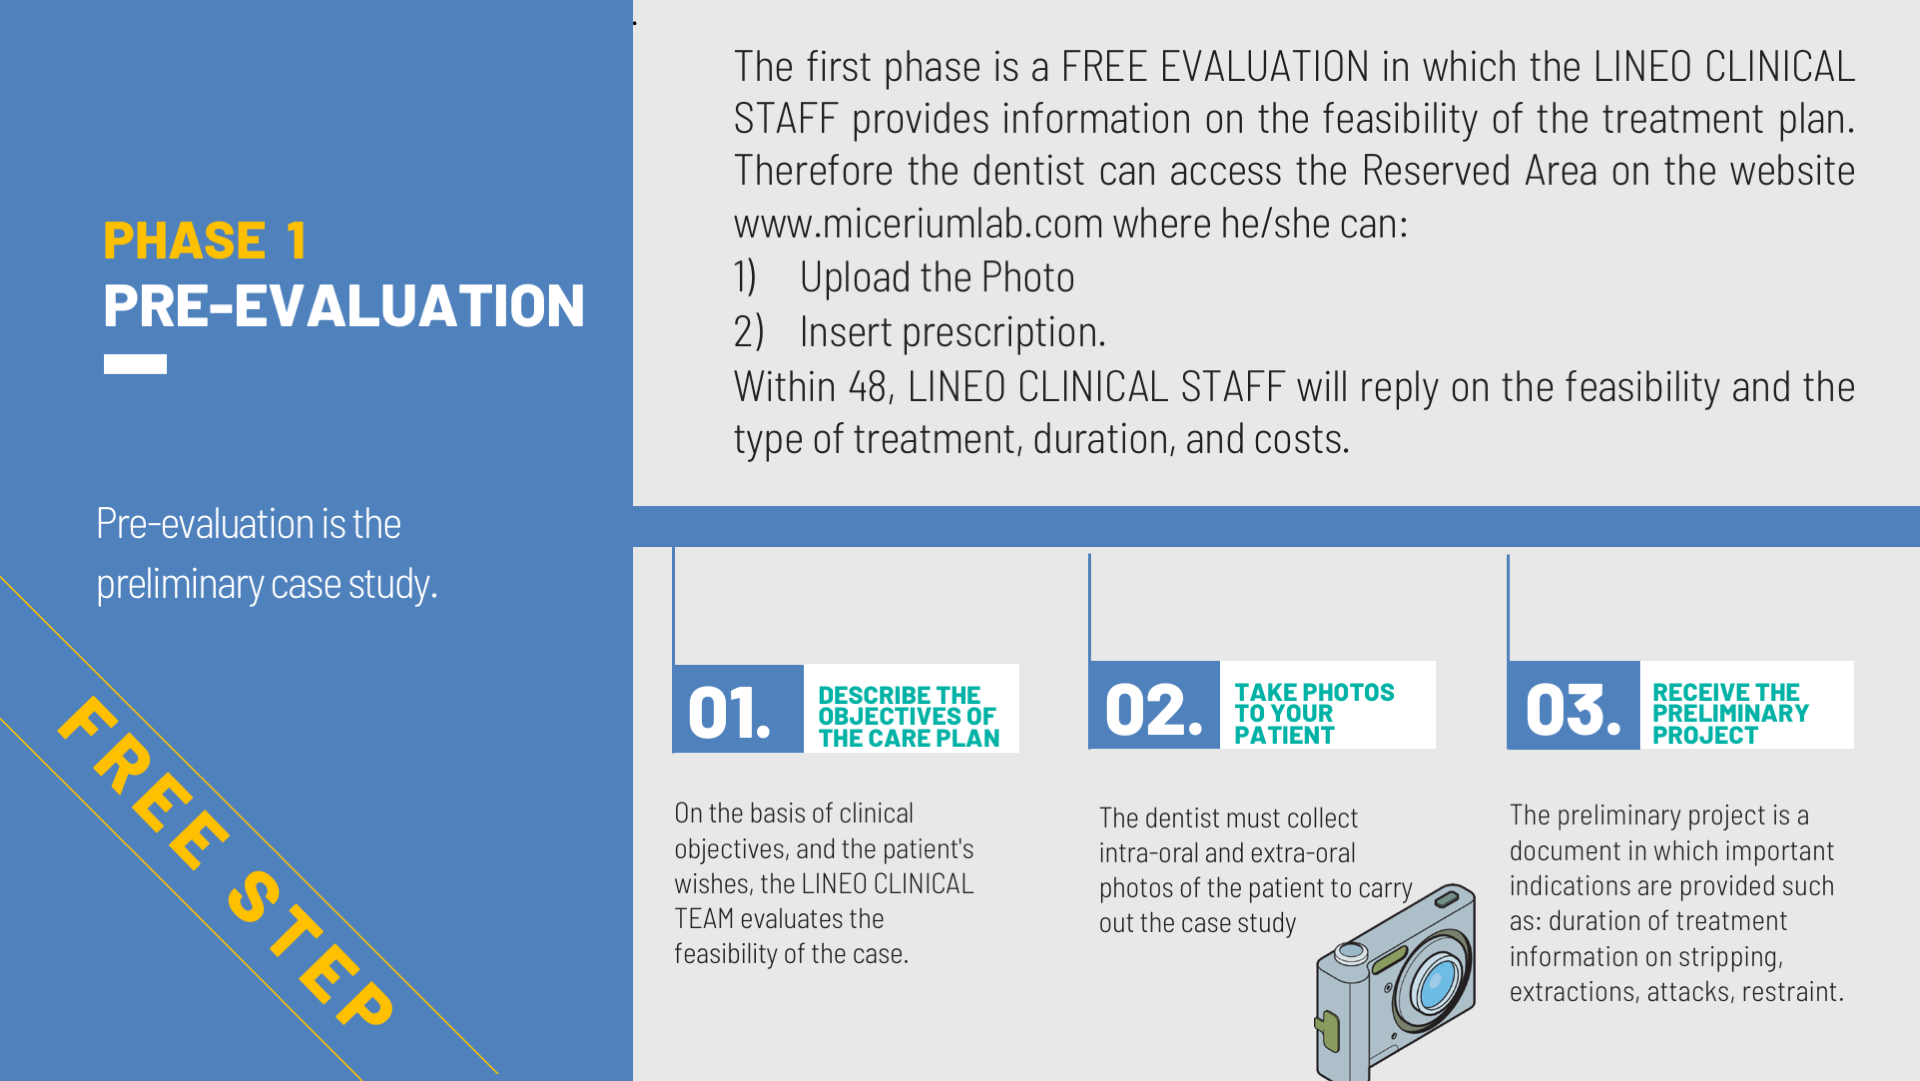 PHASE 1
PRE-EVALUATION
Pre-evaluation is the
preliminary case study.
FREE STEP
.
The first phase is a FREE EVALUATION in which the LINEO CLINICAL
STAFF provides information on the feasibility of the treatment plan.
Therefore the dentist can access the Reserved Area on the website
www.miceriumlab.com where he/she can:
1) Upload the Photo
2) Insert prescription.
Within 48, LINEO CLINICAL STAFF will reply on the feasibility and the
type of treatment, duration, and costs.
01.
DESCRIBE THE
OBJECTIVES OF
THE CARE PLAN
On the basis of clinical
objectives, and the patient's
wishes, the LINEO CLINICAL
TEAM evaluates the
feasibility of the case.
02.
TAKE PHOTOS
TO YOUR
PATIENT
The dentist must collect
intra-oral and extra-oral
photos of the patient to carry
out the case study
03.
RECEIVE THE
PRELIMINARY
PROJECT
The preliminary project is a
document in which important
indications are provided such
as: duration of treatment
information on stripping,
extractions, attacks, restraint.